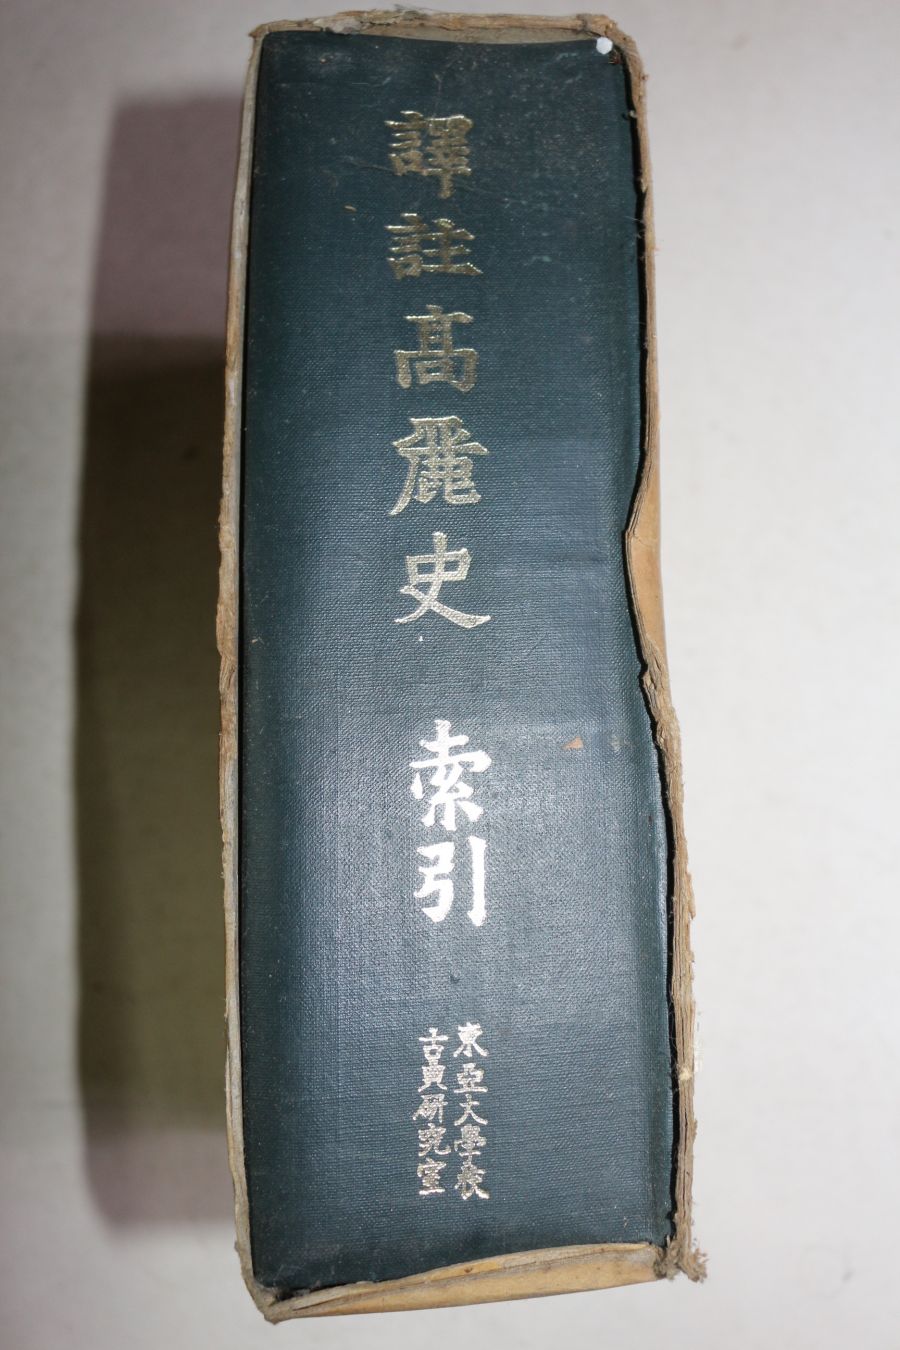 譯註高麗史 索引
東亞大學校
古典研究室